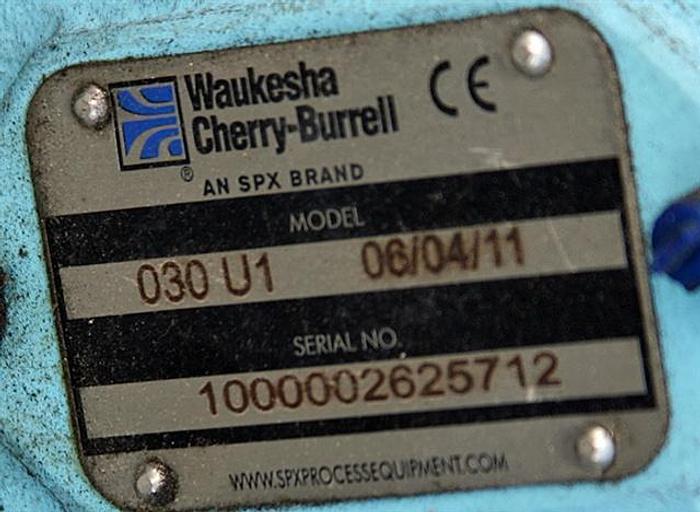 Waukesha CE
Cherry-Burrell
® AN SPX BRAND
MODEL
030 U1 06/04/11
SERIAL NO.
1000002625712
WWW.SPXPROCESSEQUIPMENT.COM